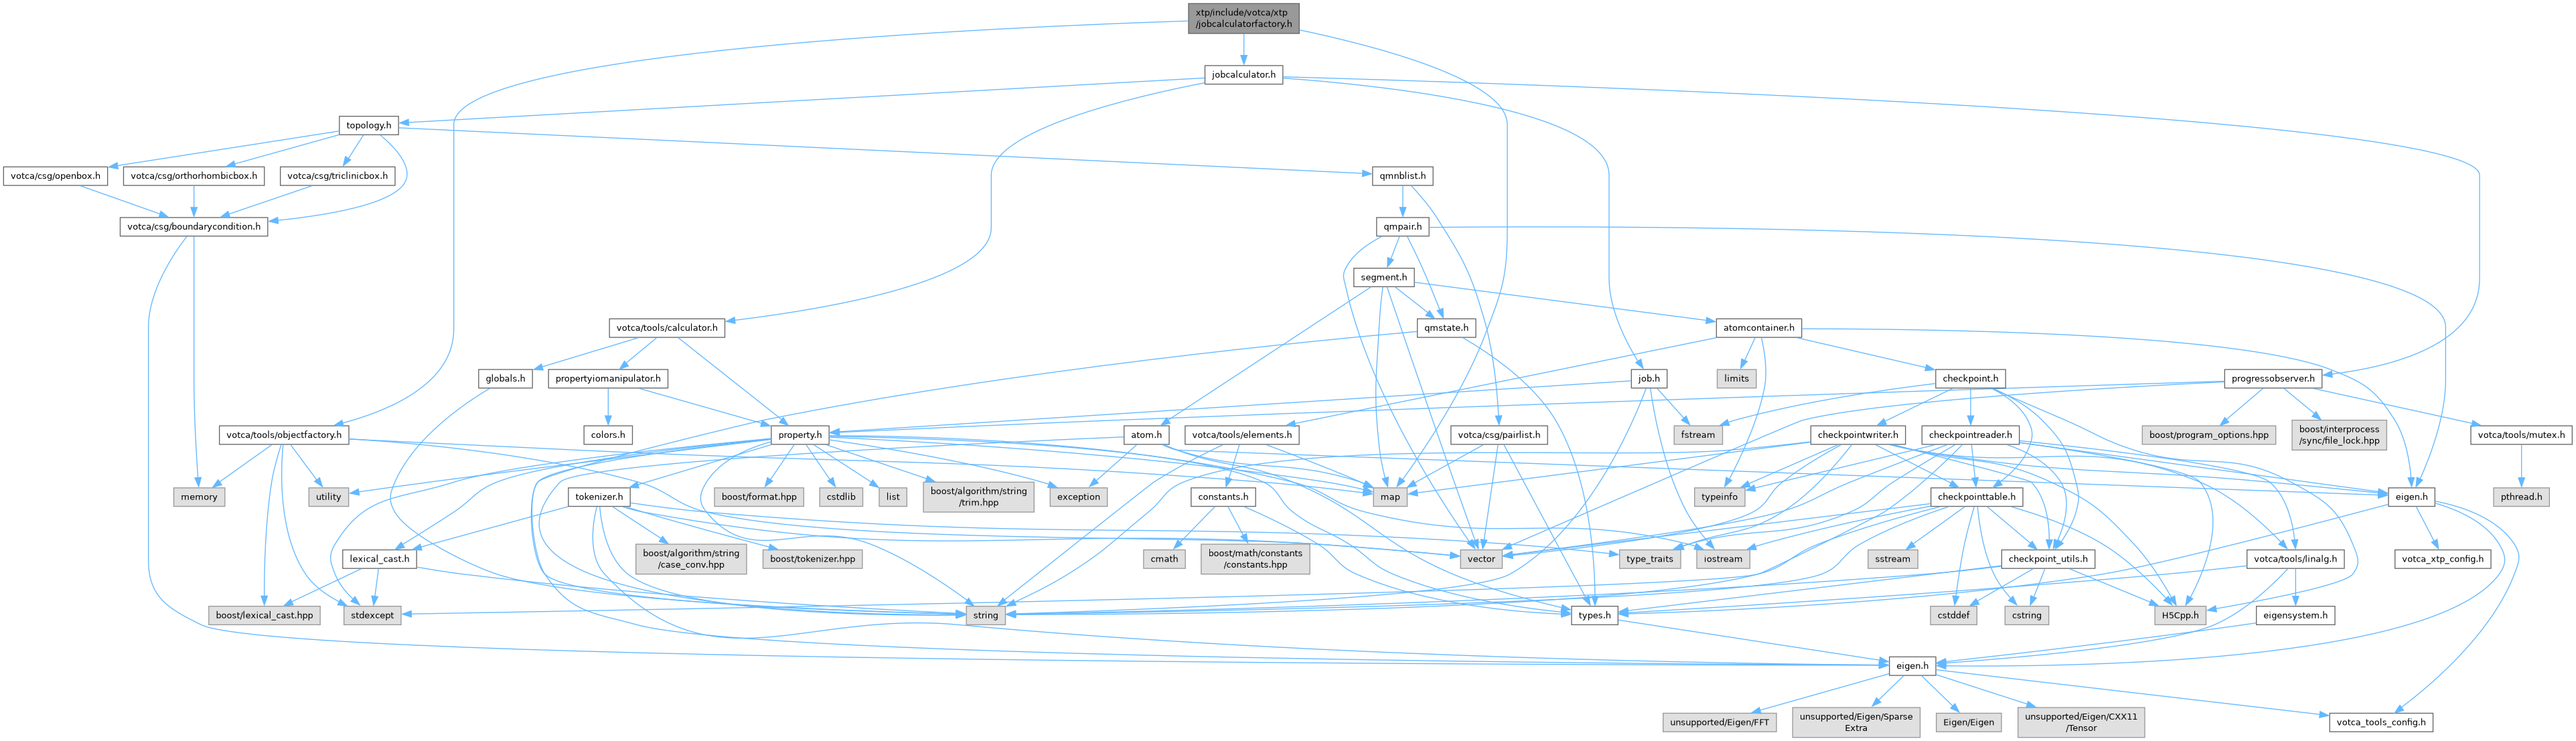 xtp/include/votca/xtp
/jobcalculatorfactory.h
jobcalculator.h
topology.h
votca/csg/openbox.h
votca/csg/orthorhombicbox.h
votca/csg/triclinicbox.h
qmnblist.h
votca/csg/boundarycondition.h
qmpair.h
segment.h
votca/tools/calculator.h
qmstate.h
atomcontainer.h
globals.h
propertyiomanipulator.h
job.h
limits
checkpoint.h
progressobserver.h
votca/tools/objectfactory.h
colors.h
property.h
atom.h
votca/tools/elements.h
votca/csg/pairlist.h
fstream
checkpointwriter.h
checkpointreader.h
boost/program_options.hpp
boost/interprocess
/sync/file_lock.hpp
votca/tools/mutex.h
memory
utility
tokenizer.h
boost/format.hpp
cstdlib
list
boost/algorithm/string
/trim.hpp
exception
constants.h
map
typeinfo
checkpointtable.h
eigen.h
pthread.h
lexical_cast.h
boost/algorithm/string
/case_conv.hpp
boost/tokenizer.hpp
cmath
boost/math/constants
/constants.hpp
vector
type_traits
iostream
sstream
checkpoint_utils.h
votca/tools/linalg.h
votca_xtp_config.h
boost/lexical_cast.hpp
stdexcept
string
types.h
cstddef
cstring
H5Cpp.h
eigensystem.h
eigen.h
unsupported/Eigen/FFT
unsupported/Eigen/Sparse
Extra
Eigen/Eigen
unsupported/Eigen/CXX11
/Tensor
votca_tools_config.h